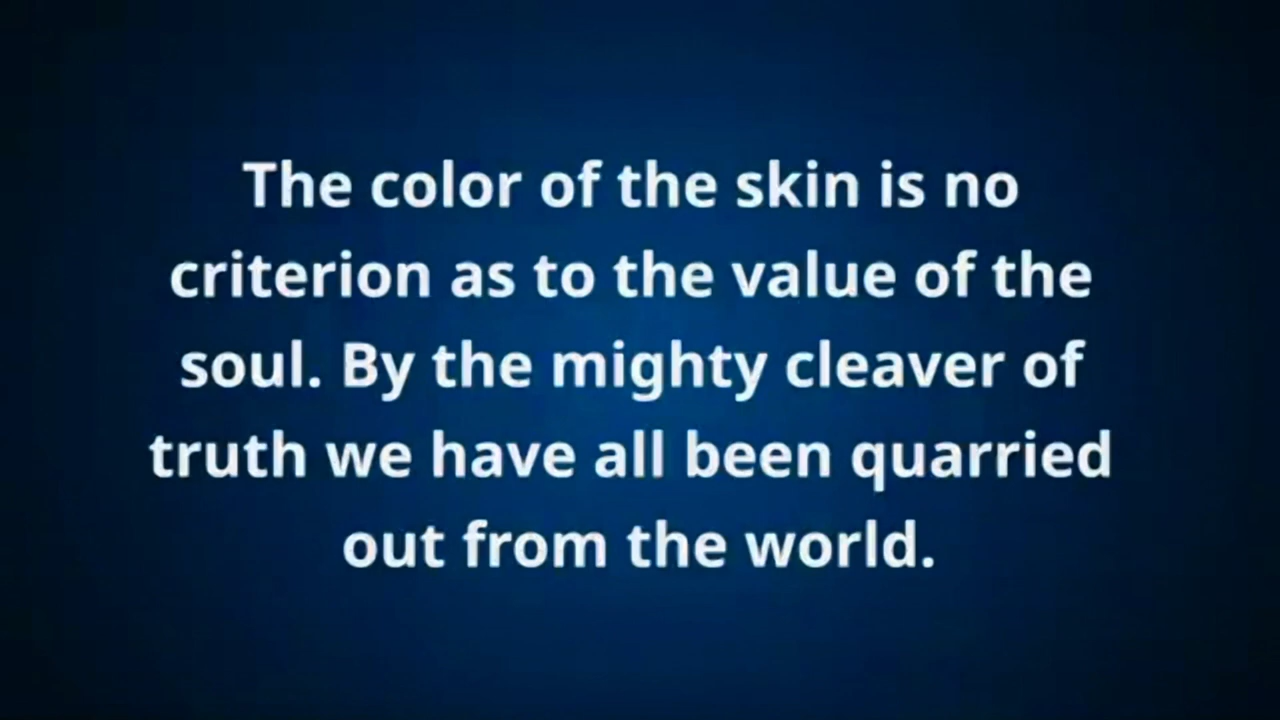 The color of the skin is no
criterion as to the value of the
soul. By the mighty cleaver of
truth we have all been quarried
out from the world.